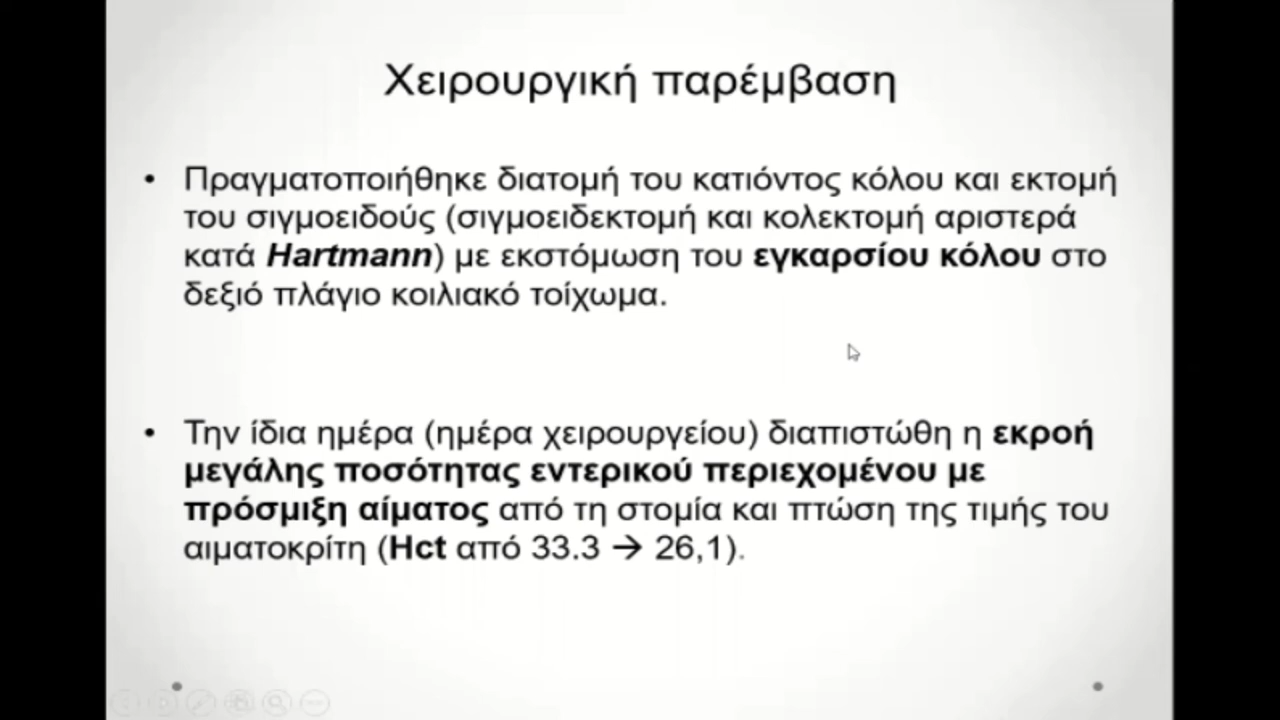 Χειρουργική παρέμβαση
• Πραγματοποιήθηκε διατομή του κατιόντος κόλου και εκτομή
του σιγμοειδούς (σιγμοειδεκτομή και κολεκτομή αριστερά
κατά Hartmann) με εκστόμωση του εγκαρσίου κόλου στο
δεξιό πλάγιο κοιλιακό τοίχωμα.
• Την ίδια ημέρα (ημέρα χειρουργείου) διαπιστώθη η εκροή
μεγάλης ποσότητας εντερικού περιεχομένου με
πρόσμιξη αίματος από τη στομία και πτώση της τιμής του
αιματοκρίτη (Hct από 33.3 → 26,1).